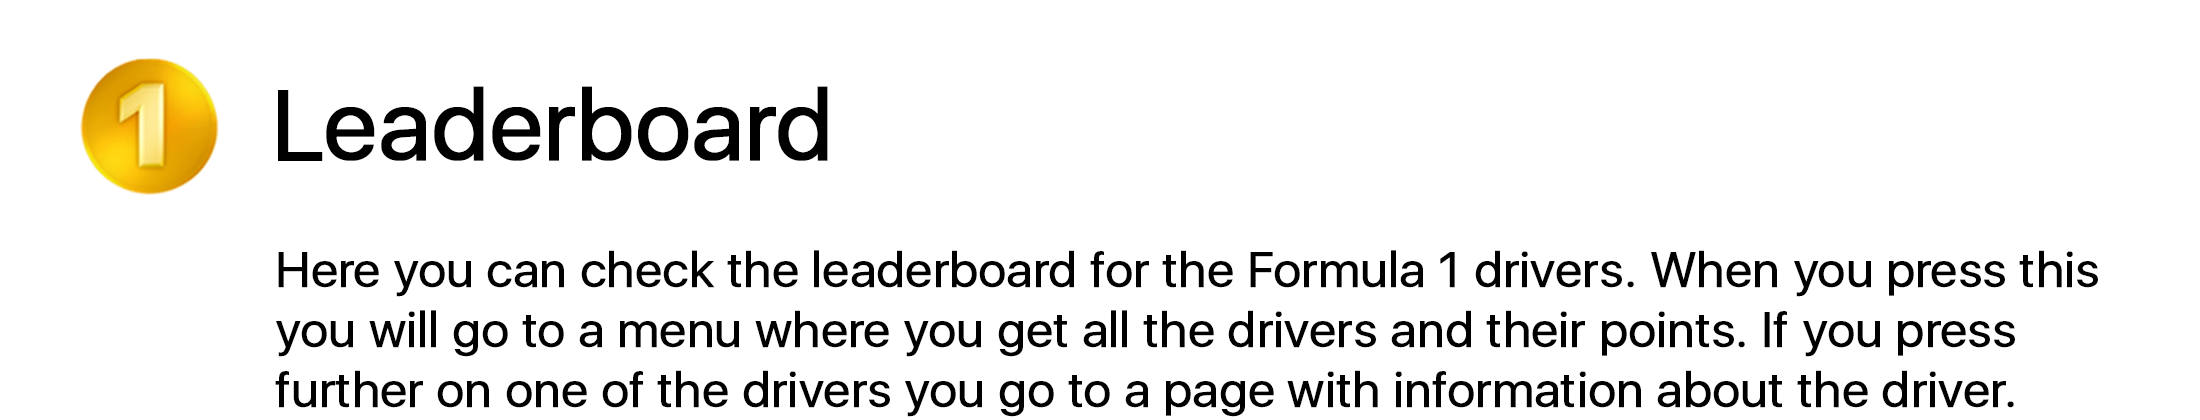 1 Leaderboard
Here you can check the leaderboard for the Formula 1 drivers. When you press this
you will go to a menu where you get all the drivers and their points. If you press
further on one of the drivers you go to a page with information about the driver.